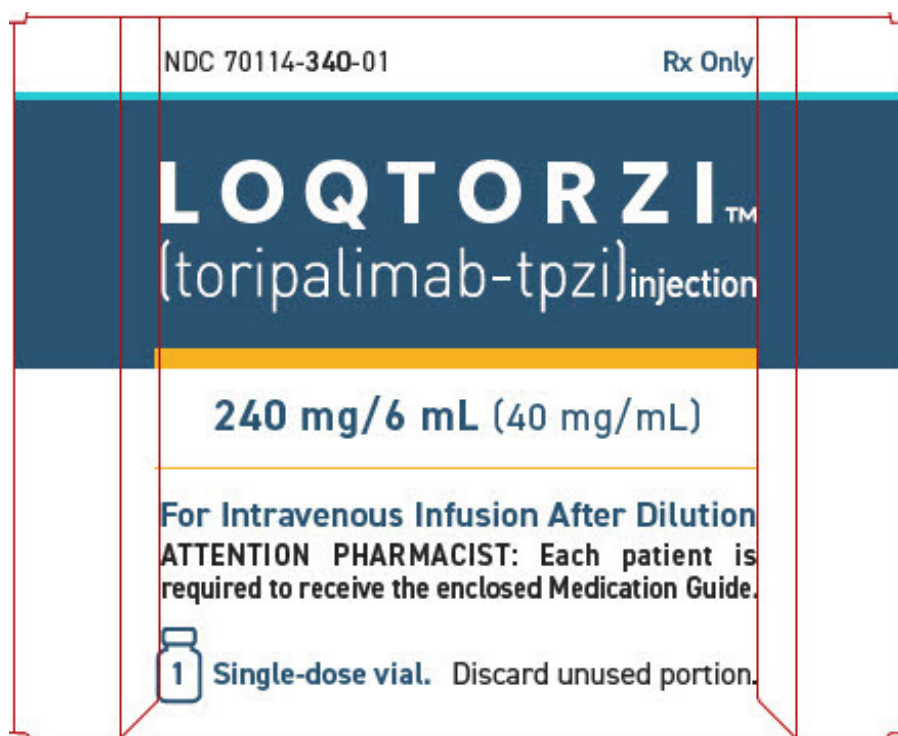 NDC 70114-340-01 Rx Only
LOQTORZI™
(toripalimab-tpzi) injection
240 mg/6 mL (40 mg/mL)
For Intravenous Infusion After Dilution
ATTENTION PHARMACIST: Each patient is
required to receive the enclosed Medication Guide.
1 Single-dose vial. Discard unused portion.